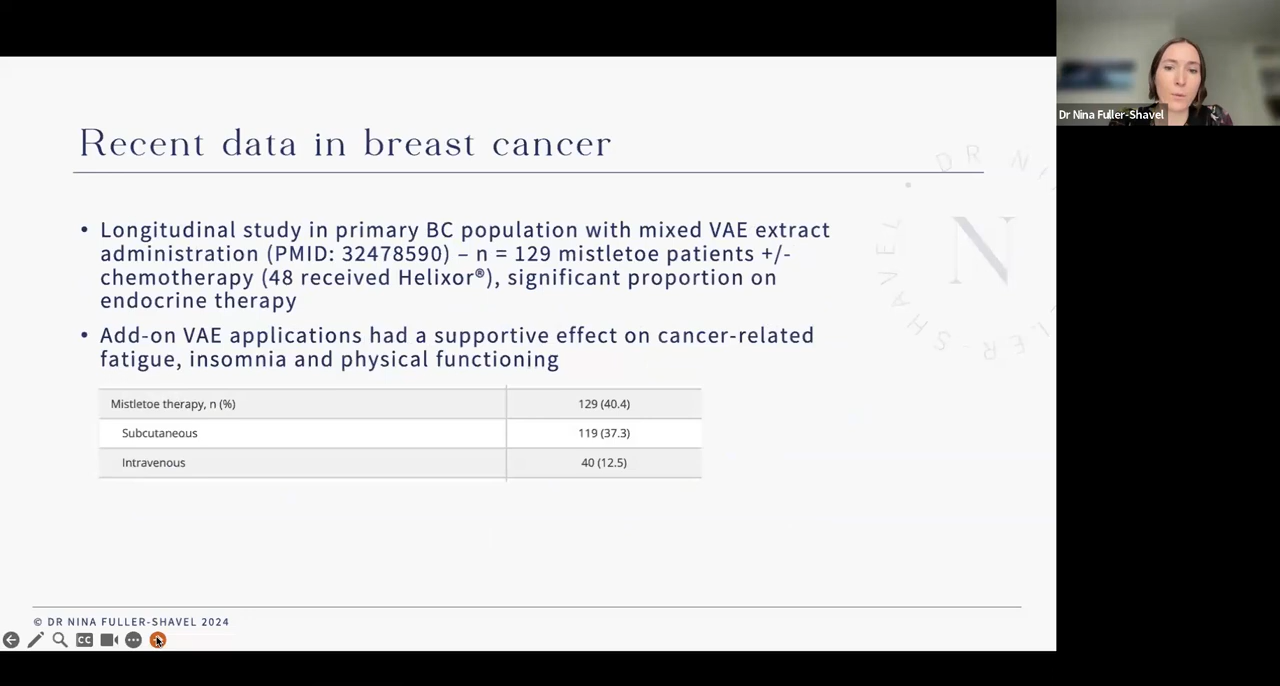 Recent data in breast cancer
• Longitudinal study in primary BC population with mixed VAE extract
administration (PMID: 32478590) – n = 129 mistletoe patients +/-
chemotherapy (48 received Helixor®), significant proportion on
endocrine therapy
• Add-on VAE applications had a supportive effect on cancer-related
fatigue, insomnia and physical functioning
Mistletoe therapy, n (%) 129 (40.4)
Subcutaneous 119 (37.3)
Intravenous 40 (12.5)
© DR NINA FULLER-SHAVEL 2024
CC
Dr Nina Fuller-Shavel
N